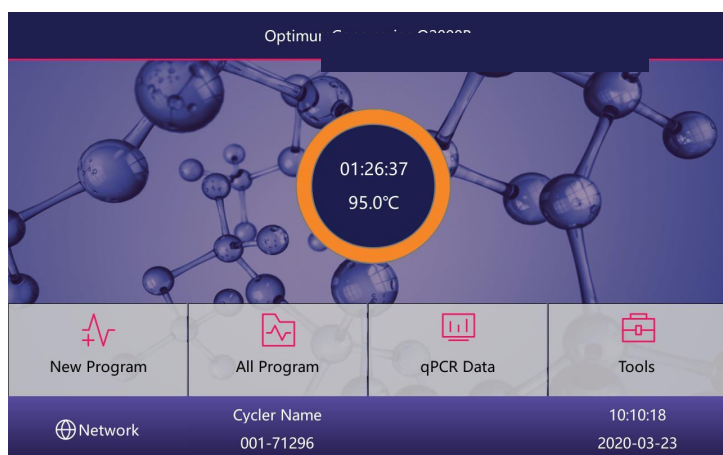 01:26:37
95.0℃
New Program
All Program
qPCR Data
Tools
Network
Cycler Name
001-71296
10:10:18
2020-03-23